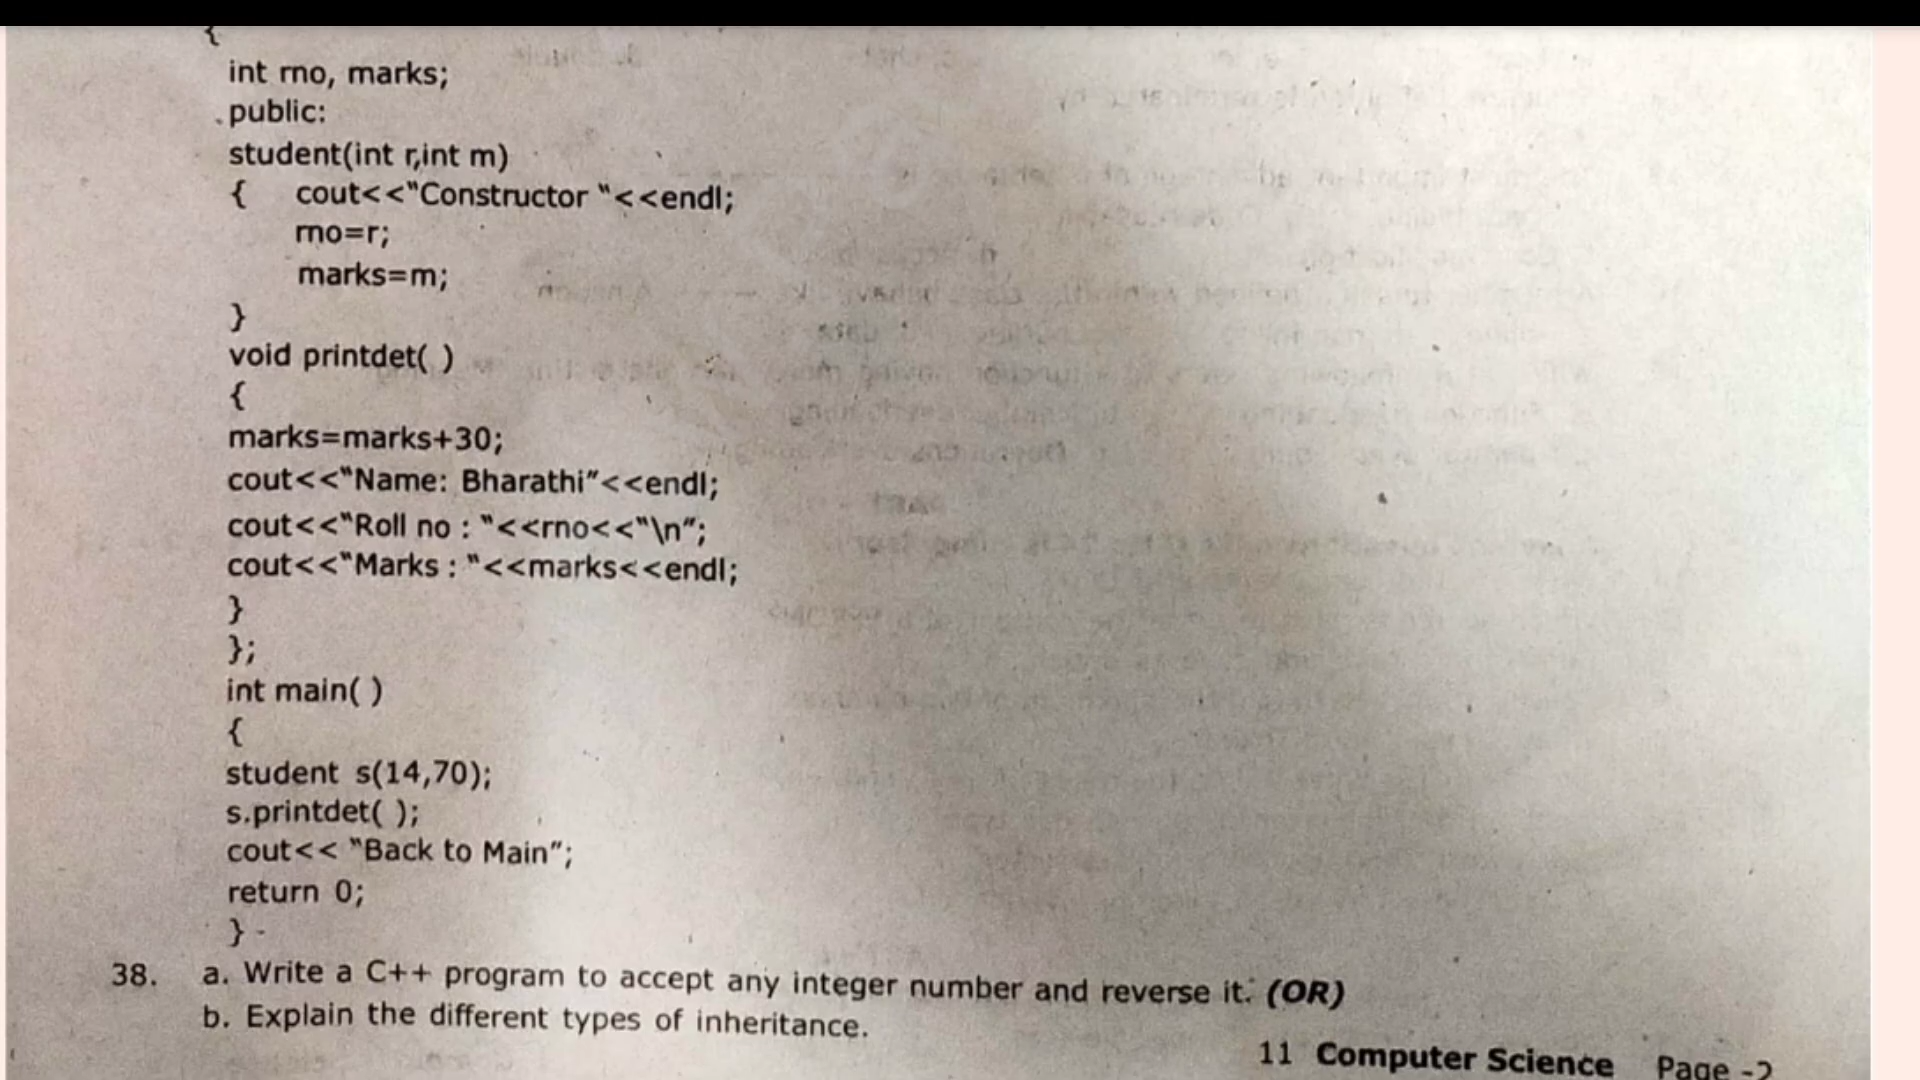 {
int rno, marks;
public:
student(int r,int m)
{ cout<<"Constructor "<<endl;
rno=r;
marks=m;
}
void printdet( )
{
marks=marks+30;
cout<<"Name: Bharathi"<<endl;
cout<<"Roll no : "<<rno<<"\n";
cout<<"Marks : "<<marks<<endl;
}
};
int main( )
{
student s(14,70);
s.printdet( );
cout<< "Back to Main";
return 0;
}
38. a. Write a C++ program to accept any integer number and reverse it. (OR)
b. Explain the different types of inheritance.
11 Computer Science Page -2